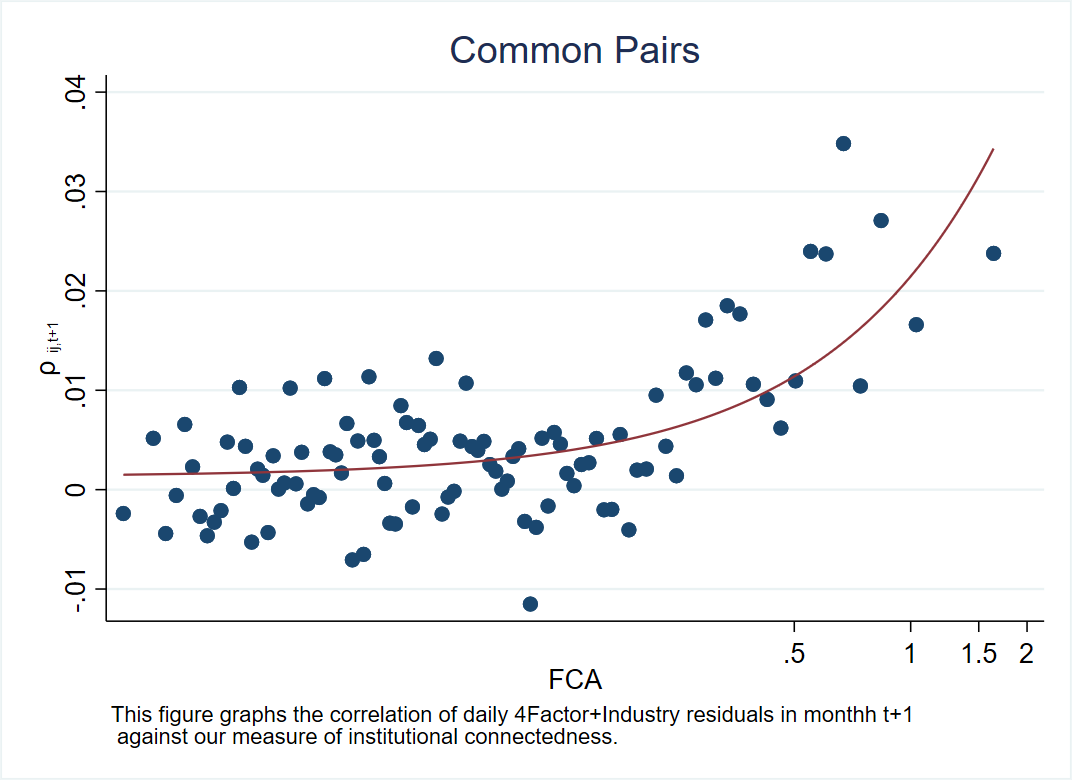 Common Pairs
.04
.03
.02
.01
0
-.01
ρ ij,t+1
.5 1 1.5 2
FCA
This figure graphs the correlation of daily 4Factor+Industry residuals in monthh t+1
against our measure of institutional connectedness.